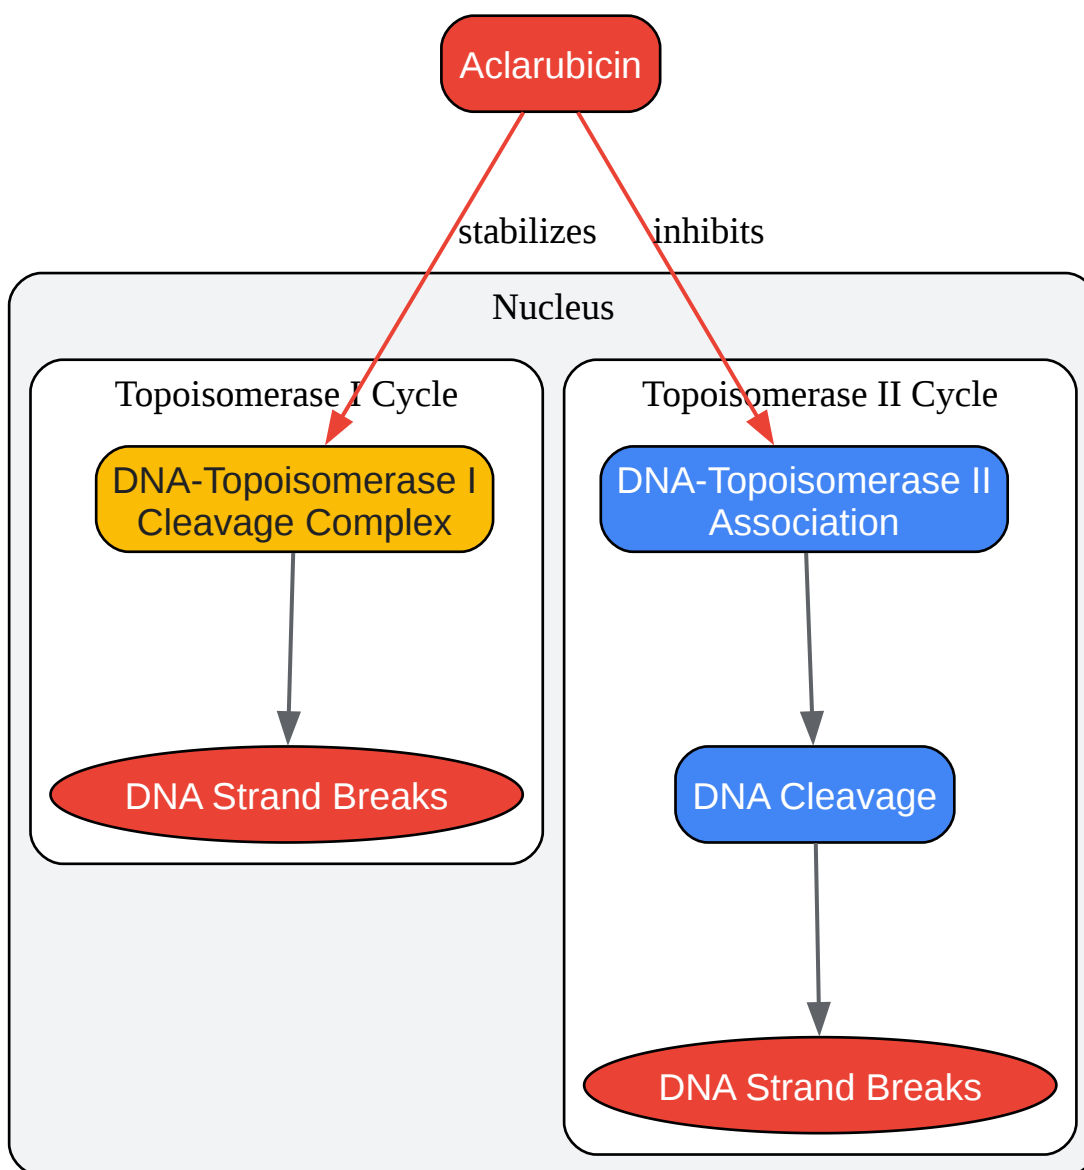 Aclarubicin
stabilizes
inhibits
Nucleus
Topoisomerase I Cycle
DNA-Topoisomerase I
Cleavage Complex
DNA Strand Breaks
Topoisomerase II Cycle
DNA-Topoisomerase II
Association
DNA Cleavage
DNA Strand Breaks